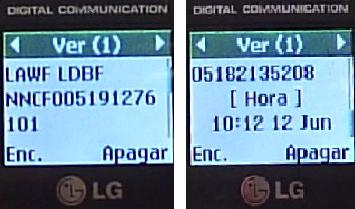 DIGITAL COMMUNICATION
Ver (1)
LAWF LDBF
NNCF005191276
101
Enc. Apagar
LG
DIGITAL COMMUNICATION
Ver (1)
05182135208
[ Hora ]
10:12 12 Jun
Enc. Apagar
LG